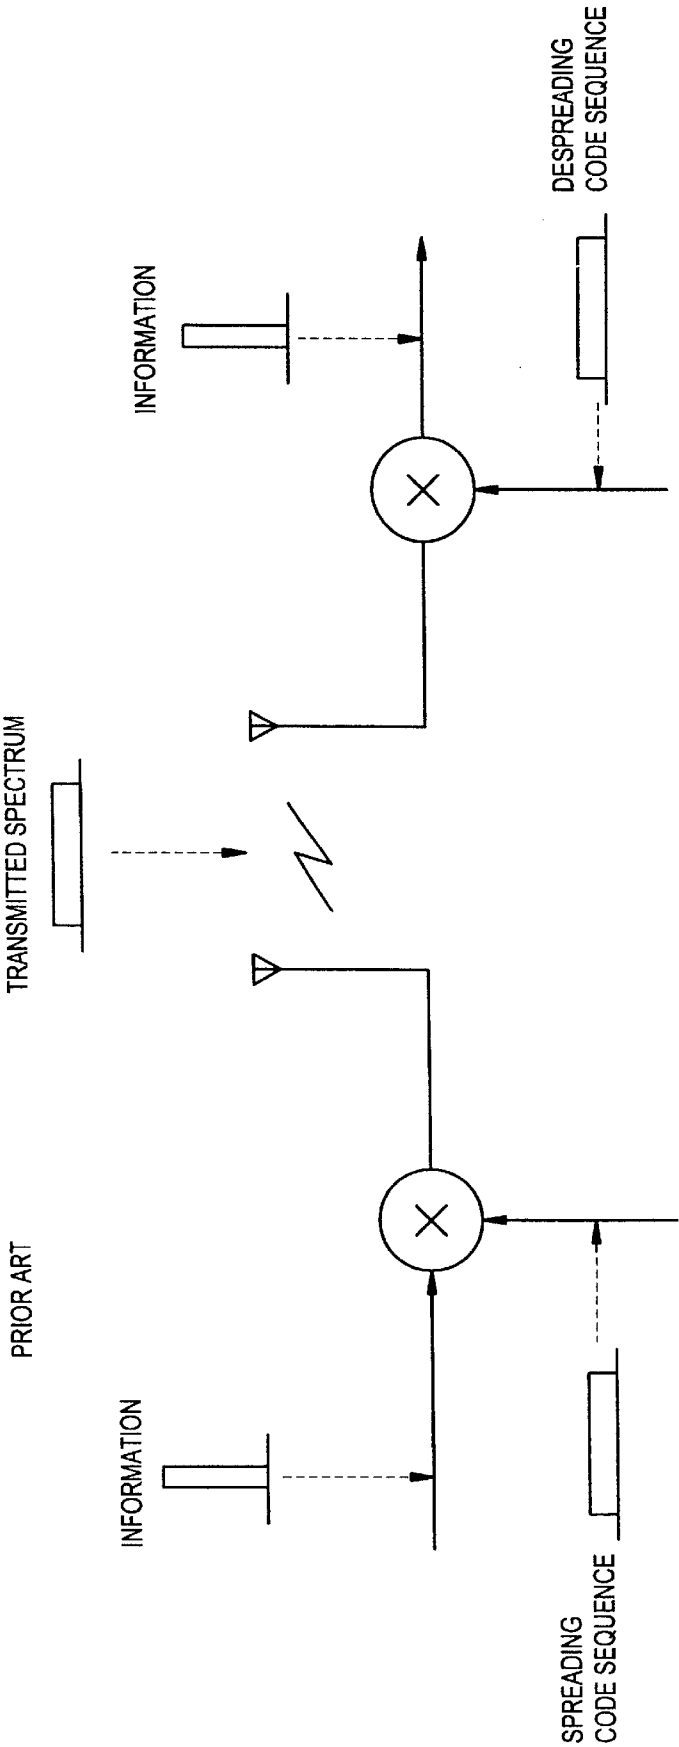 PRIOR ART
TRANSMITTED SPECTRUM
INFORMATION
INFORMATION
SPREADING
CODE SEQUENCE
DESPREADING
CODE SEQUENCE